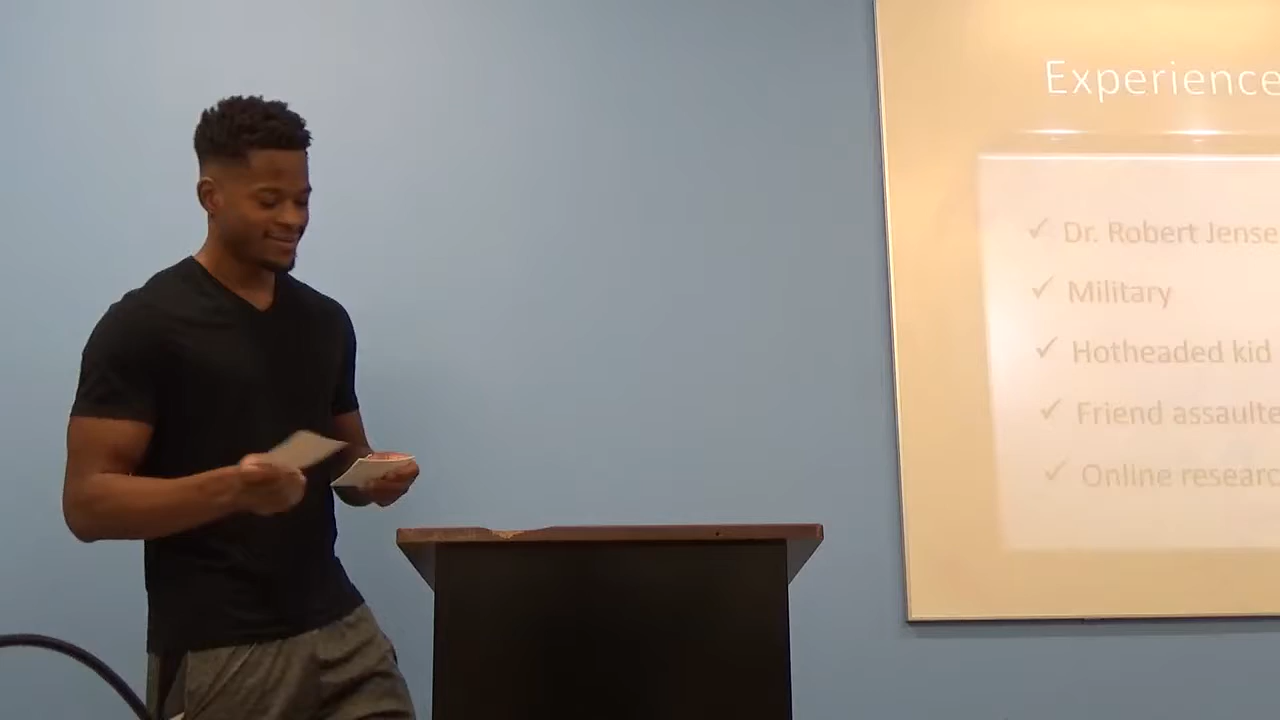 Experience
✓ Dr. Robert Jense
✓ Military
✓ Hotheaded kid
✓ Friend assaulte
✓ Online researc